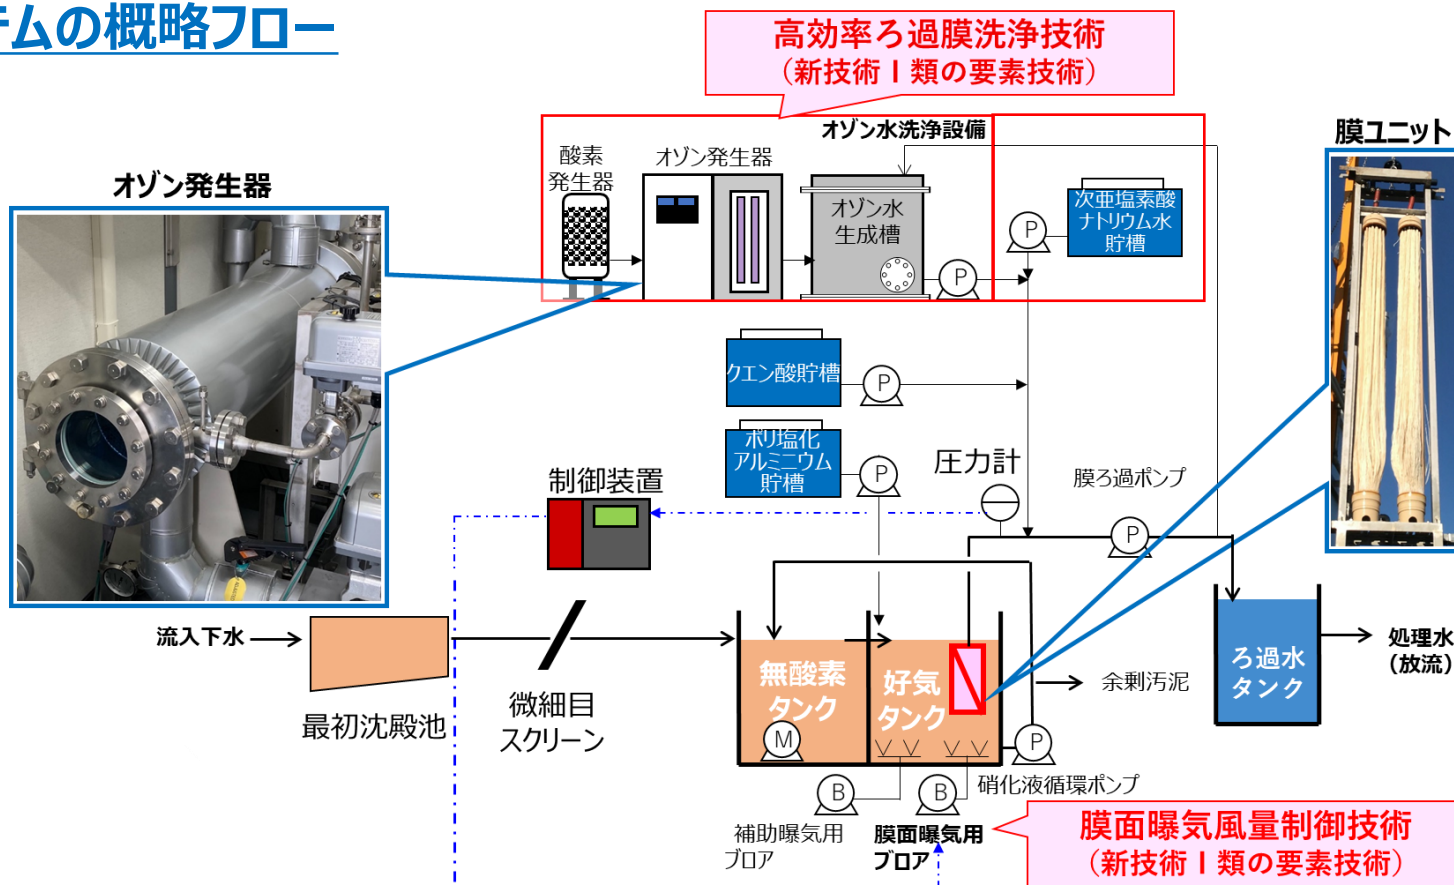 テムの概略フロー
高効率ろ過膜洗浄技術
（新技術Ⅰ類の要素技術）
オゾン水洗浄設備
膜ユニット
酸素
発生器
オゾン発生器
オゾン発生器
オゾン水
生成槽
P
P
次亜塩素酸
ナトリウム水
貯槽
クエン酸貯槽
P
ポリ塩化
アルミニウム
貯槽
P
圧力計
膜ろ過ポンプ
P
制御装置
流入下水
最初沈殿池
微細目
スクリーン
無酸素
タンク
M
好気
タンク
余剰汚泥
ろ過水
タンク
処理水
（放流）
P
硝化液循環ポンプ
B
補助曝気用
ブロア
B
膜面曝気用
ブロア
膜面曝気風量制御技術
（新技術Ⅰ類の要素技術）